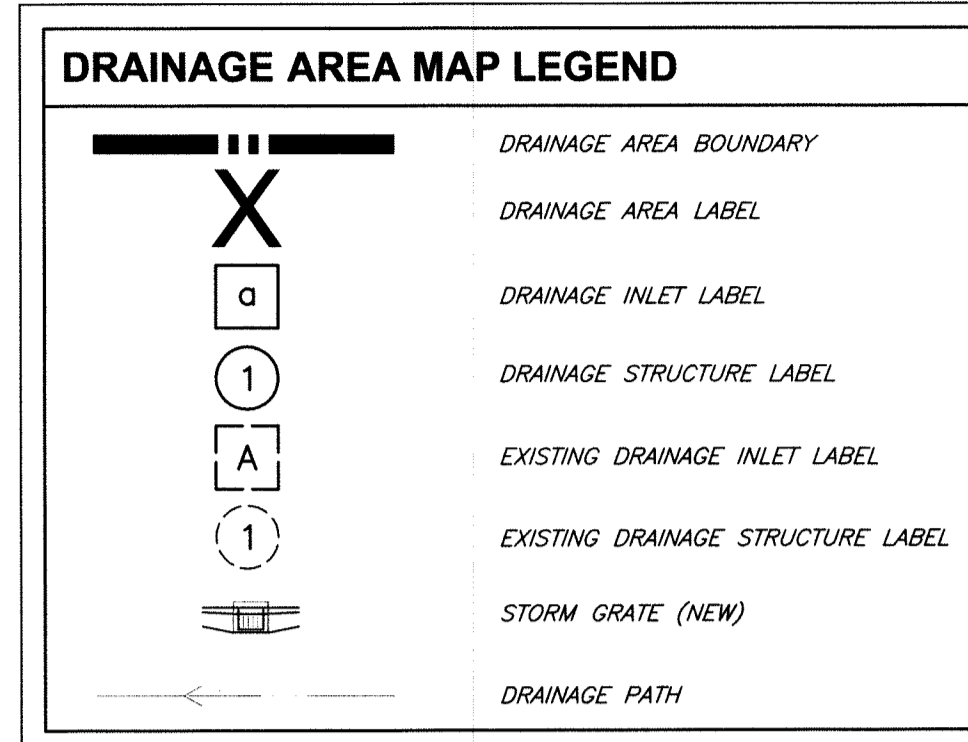 DRAINAGE AREA MAP LEGEND
DRAINAGE AREA BOUNDARY
X DRAINAGE AREA LABEL
a DRAINAGE INLET LABEL
1 DRAINAGE STRUCTURE LABEL
A EXISTING DRAINAGE INLET LABEL
1 EXISTING DRAINAGE STRUCTURE LABEL
STORM GRATE (NEW)
DRAINAGE PATH